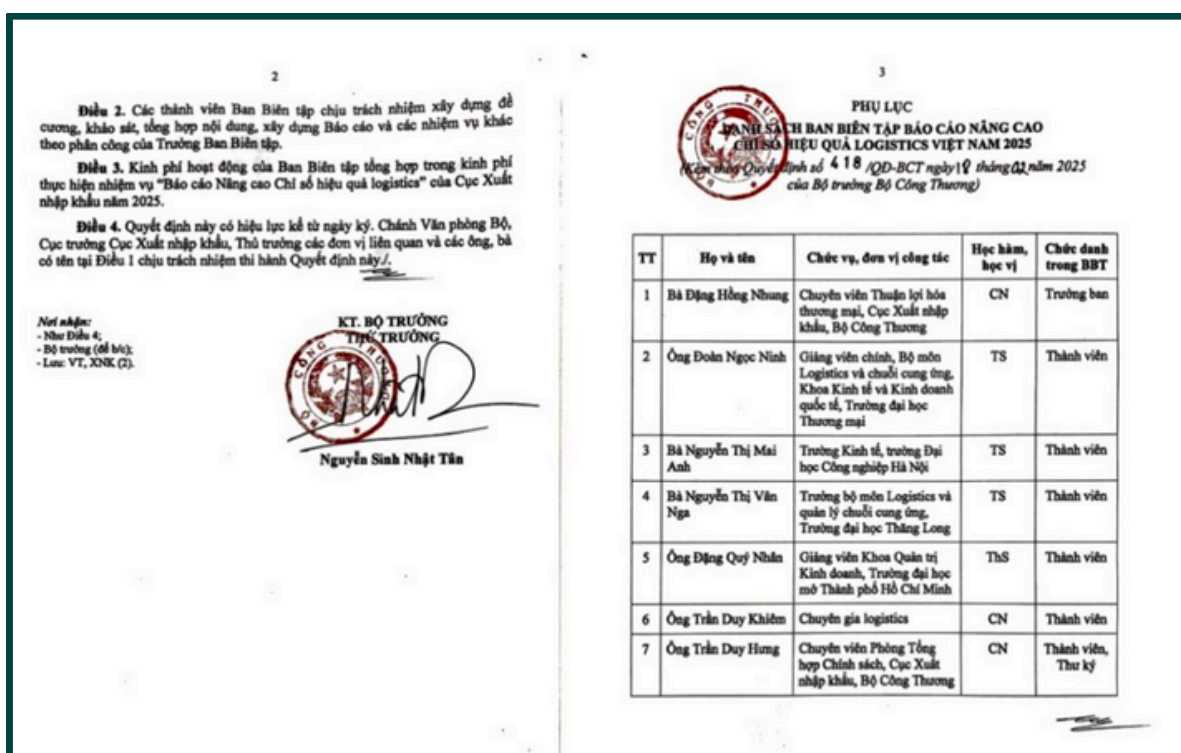 2
Điều 2. Các thành viên Ban Biên tập chịu trách nhiệm xây dựng đề
cương, khảo sát, tổng hợp nội dung, xây dựng Báo cáo và các nhiệm vụ khác
theo phân công của Trưởng Ban Biên tập.
Điều 3. Kinh phí hoạt động của Ban Biên tập tổng hợp trong kinh phí
thực hiện nhiệm vụ "Báo cáo Nâng cao Chỉ số hiệu quả logistics" của Cục Xuất
nhập khẩu năm 2025.
Điều 4. Quyết định này có hiệu lực kể từ ngày ký. Chánh Văn phòng Bộ,
Cục trưởng Cục Xuất nhập khẩu, Thủ trưởng các đơn vị liên quan và các ông, bà
có tên tại Điều 1 chịu trách nhiệm thi hành Quyết định này./.
Nơi nhận:
- Như Điều 4;
- Bộ trưởng (để b/c);
- Lưu: VT, XNK (2).
KT. BỘ TRƯỞNG
THỨ TRƯỞNG
BỘ CÔNG THƯƠNG
Nguyễn Sinh Nhật Tân
3
PHỤ LỤC
DANH SÁCH BAN BIÊN TẬP BÁO CÁO NÂNG CAO
CHỈ SỐ HIỆU QUẢ LOGISTICS VIỆT NAM 2025
(Kèm theo Quyết định số 418 /QĐ-BCT ngày tháng 02 năm 2025
của Bộ trưởng Bộ Công Thương)
TT Họ và tên Chức vụ, đơn vị công tác Học hàm, học vị Chức danh trong BBT
1 Bà Đặng Hồng Nhung Chuyên viên Thuận lợi hóa
thương mại, Cục Xuất nhập
khẩu, Bộ Công Thương CN Trưởng ban
2 Ông Đoàn Ngọc Ninh Giảng viên chính, Bộ môn
Logistics và chuỗi cung ứng,
Khoa Kinh tế và Kinh doanh
quốc tế, Trường đại học
Thương mại TS Thành viên
3 Bà Nguyễn Thị Mai Anh Trường Kinh tế, trường Đại
học Công nghiệp Hà Nội TS Thành viên
4 Bà Nguyễn Thị Vân Nga Trưởng bộ môn Logistics và
quản lý chuỗi cung ứng,
Trường đại học Thăng Long TS Thành viên
5 Ông Đặng Quý Nhân Giảng viên Khoa Quản trị
Kinh doanh, Trường đại học
mở Thành phố Hồ Chí Minh ThS Thành viên
6 Ông Trần Duy Khiêm Chuyên gia logistics CN Thành viên
7 Ông Trần Duy Hưng Chuyên viên Phòng Tổng
hợp Chính sách, Cục Xuất
nhập khẩu, Bộ Công Thương CN Thành viên, Thư ký